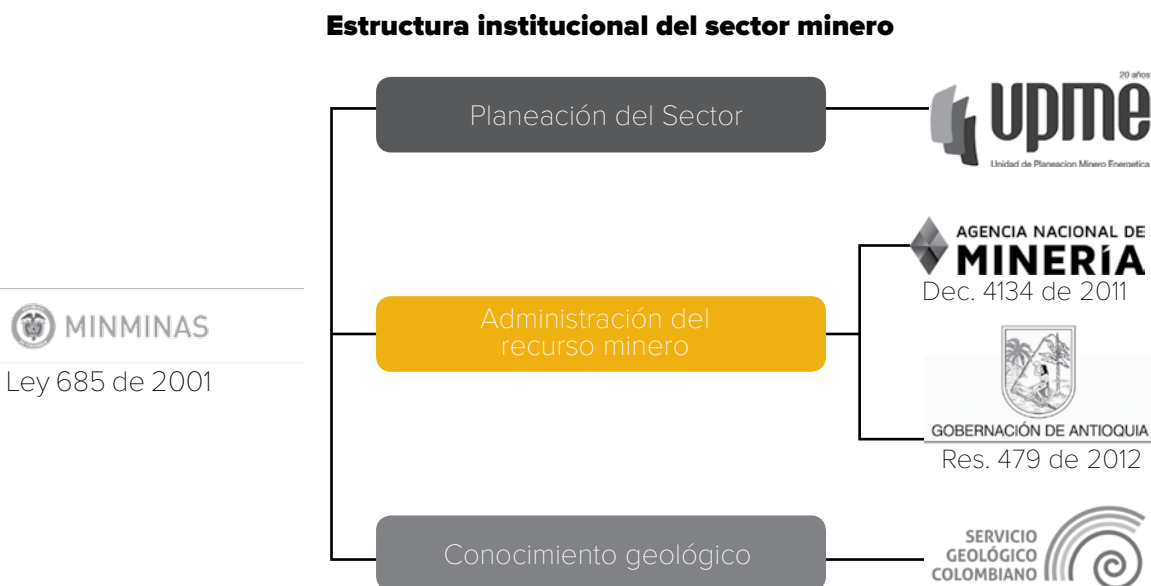 Estructura institucional del sector minero
Planeación del Sector
20 años
upme
Unidad de Planeacion Minero Energetica
AGENCIA NACIONAL DE
MINERÍA
Dec. 4134 de 2011
MINMINAS
Ley 685 de 2001
Administración del
recurso minero
GOBERNACIÓN DE ANTIOQUIA
Res. 479 de 2012
Conocimiento geológico
SERVICIO
GEOLÓGICO
COLOMBIANO